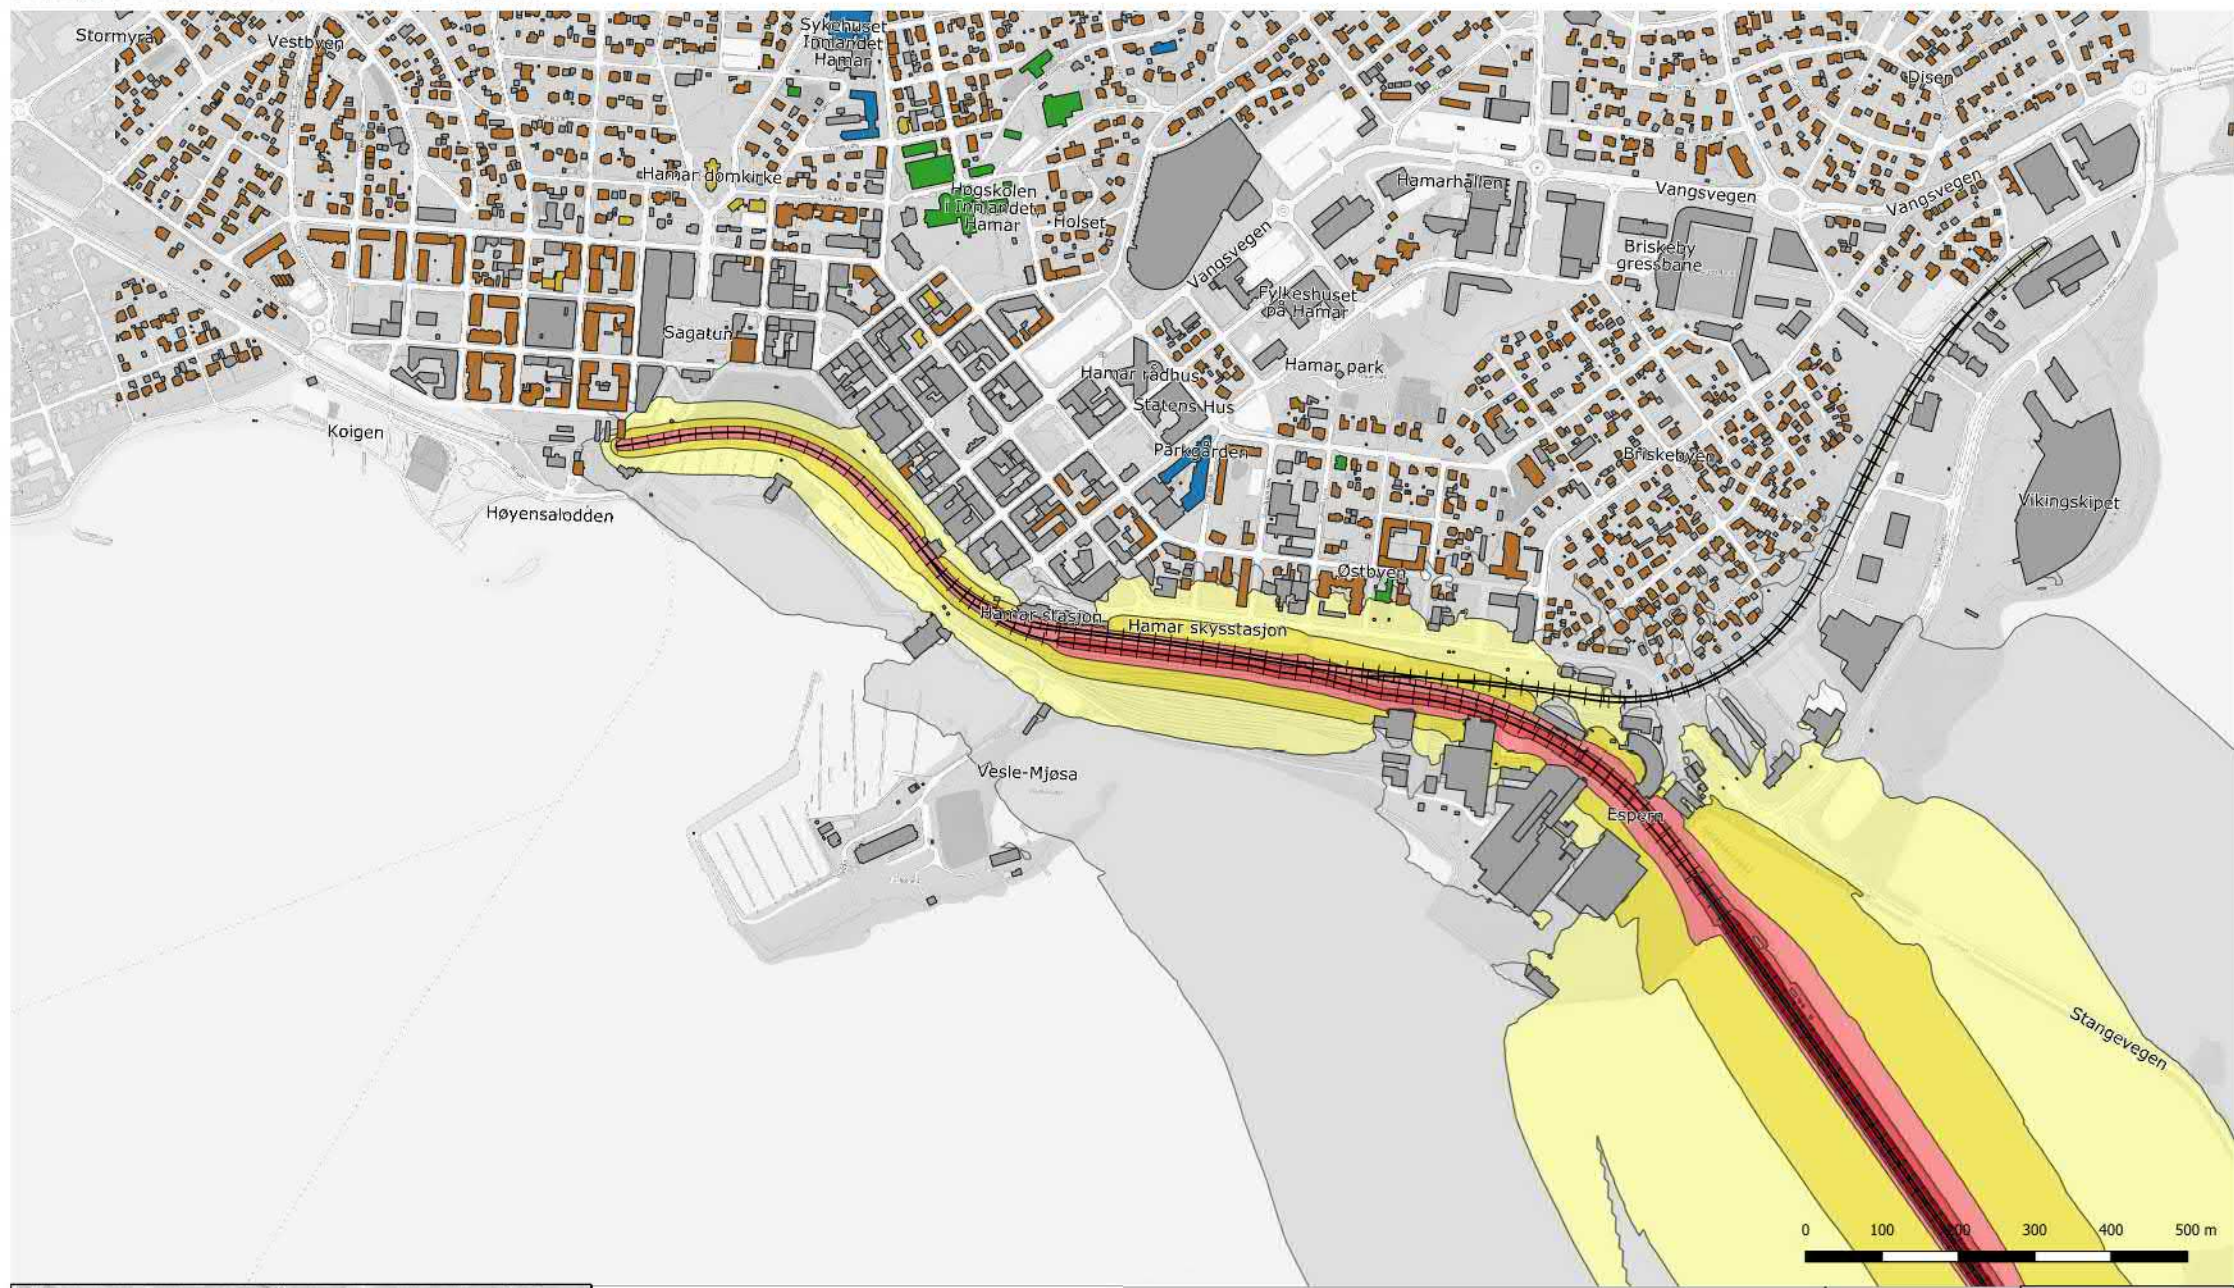 Stormyra
Vestbyen
Sykehuset
Innlandet
Hamar
Disen
Hamar domkirke
Høgskolen
i Innlandet,
Hamar
Holset
Hamarhallen
Vangsvegen
Vangsvegen
Vangsvegen
Briskeby
gressbane
Fylkeshuset
på Hamar
Sagatun
Hamar park
Hamar rådhus
Statens Hus
Koigen
Parkgården
Briskebyen
Vikingskipet
Høyensalodden
Østbyen
Hamar stasjon
Hamar skysstasjon
Vesle-Mjøsa
Espern
Stangevegen
0 100 200 300 400 500 m